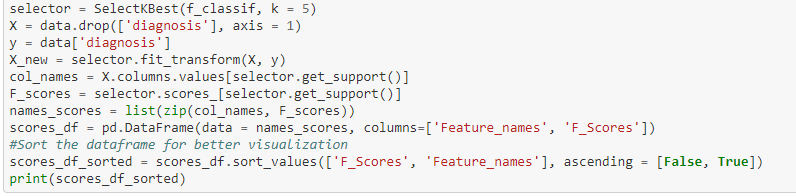 selector = SelectKBest(f_classif, k = 5)
X = data.drop(['diagnosis'], axis = 1)
y = data['diagnosis']
X_new = selector.fit_transform(X, y)
col_names = X.columns.values[selector.get_support()]
F_scores = selector.scores_[selector.get_support()]
names_scores = list(zip(col_names, F_scores))
scores_df = pd.DataFrame(data = names_scores, columns=['Feature_names', 'F_Scores'])
#Sort the dataframe for better visualization
scores_df_sorted = scores_df.sort_values(['F_Scores', 'Feature_names'], ascending = [False, True])
print(scores_df_sorted)